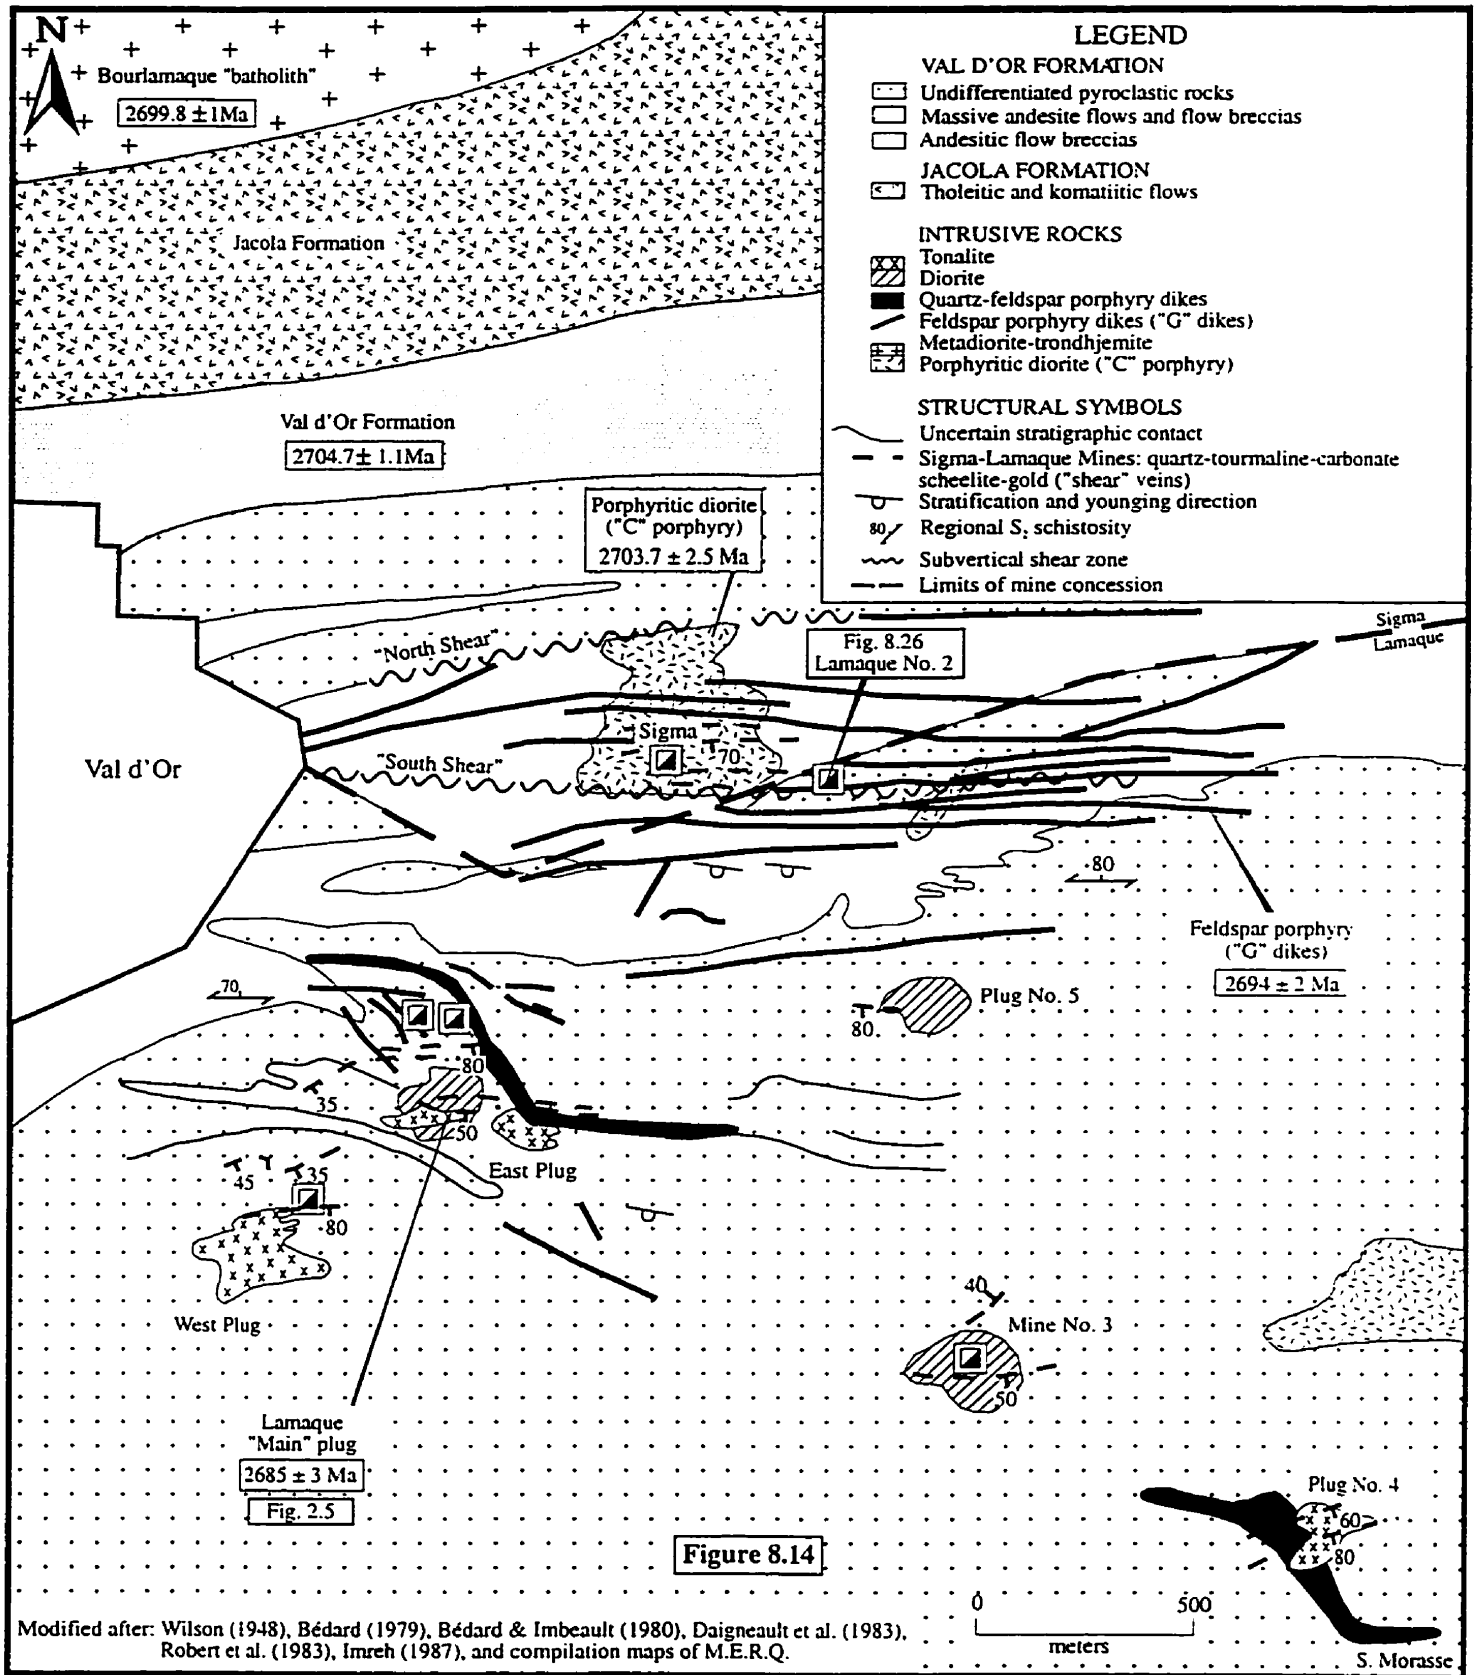 N
Bourlamaque "batholith"
2699.8 ±1Ma
Jacola Formation
Val d'Or Formation
2704.7± 1.1Ma
LEGEND
VAL D'OR FORMATION
Undifferentiated pyroclastic rocks
Massive andesite flows and flow breccias
Andesitic flow breccias
JACOLA FORMATION
Tholeitic and komatiitic flows
INTRUSIVE ROCKS
Tonalite
Diorite
Quartz-feldspar porphyry dikes
Feldspar porphyry dikes ("G" dikes)
Metadiorite-trondhjemite
Porphyritic diorite ("C" porphyry)
STRUCTURAL SYMBOLS
Uncertain stratigraphic contact
Sigma-Lamaque Mines: quartz-tourmaline-carbonate
scheelite-gold ("shear" veins)
Stratification and younging direction
80 Regional S₂ schistosity
Subvertical shear zone
Limits of mine concession
Porphyritic diorite
("C" porphyry)
2703.7 ± 2.5 Ma
Sigma
Lamaque
"North Shear"
Fig. 8.26
Lamaque No. 2
Sigma
70
Val d'Or
"South Shear"
80
Feldspar porphyry
("G" dikes)
2694 ± 2 Ma
70
Plug No. 5
80
80
35
50
East Plug
45
35
80
West Plug
40
Mine No. 3
50
Lamaque
"Main" plug
2685 ± 3 Ma
Fig. 2.5
Plug No. 4
60
80
Figure 8.14
0 500
meters
Modified after: Wilson (1948), Bédard (1979), Bédard & Imbeault (1980), Daigneault et al. (1983),
Robert et al. (1983), Imreh (1987), and compilation maps of M.E.R.Q.
S. Morasse